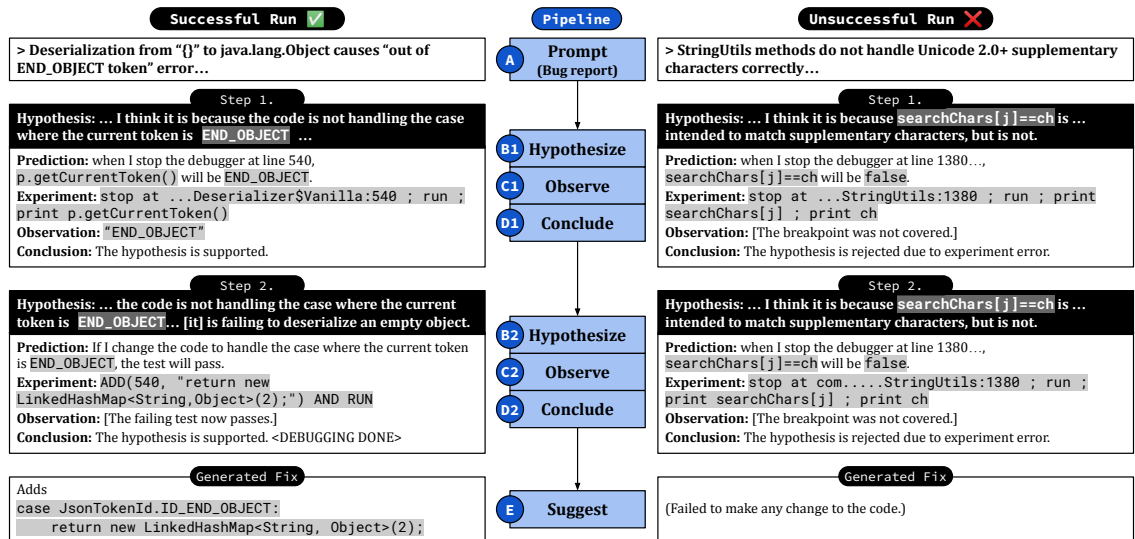 Successful Run ✅
> Deserialization from “{}” to java.lang.Object causes “out of
END_OBJECT token” error…
Step 1.
Hypothesis: … I think it is because the code is not handling the case
where the current token is END_OBJECT …
Prediction: when I stop the debugger at line 540,
p.getCurrentToken() will be END_OBJECT.
Experiment: stop at ...Deserializer$Vanilla:540 ; run ;
print p.getCurrentToken()
Observation: “END_OBJECT”
Conclusion: The hypothesis is supported.
Step 2.
Hypothesis: … the code is not handling the case where the current
token is END_OBJECT… [it] is failing to deserialize an empty object.
Prediction: If I change the code to handle the case where the current token
is END_OBJECT, the test will pass.
Experiment: ADD(540, "return new
LinkedHashMap<String,Object>(2);") AND RUN
Observation: [The failing test now passes.]
Conclusion: The hypothesis is supported. <DEBUGGING DONE>
Generated Fix
Adds
case JsonTokenId.ID_END_OBJECT:
return new LinkedHashMap<String, Object>(2);
Pipeline
A Prompt
(Bug report)
B1 Hypothesize
C1 Observe
D1 Conclude
B2 Hypothesize
C2 Observe
D2 Conclude
E Suggest
Unsuccessful Run ❌
> StringUtils methods do not handle Unicode 2.0+ supplementary
characters correctly…
Step 1.
Hypothesis: … I think it is because searchChars[j]==ch is …
intended to match supplementary characters, but is not.
Prediction: when I stop the debugger at line 1380…,
searchChars[j]==ch will be false.
Experiment: stop at ...StringUtils:1380 ; run ; print
searchChars[j] ; print ch
Observation: [The breakpoint was not covered.]
Conclusion: The hypothesis is rejected due to experiment error.
Step 2.
Hypothesis: … I think it is because searchChars[j]==ch is …
intended to match supplementary characters, but is not.
Prediction: when I stop the debugger at line 1380…,
searchChars[j]==ch will be false.
Experiment: stop at com.....StringUtils:1380 ; run ;
print searchChars[j] ; print ch
Observation: [The breakpoint was not covered.]
Conclusion: The hypothesis is rejected due to experiment error.
Generated Fix
(Failed to make any change to the code.)